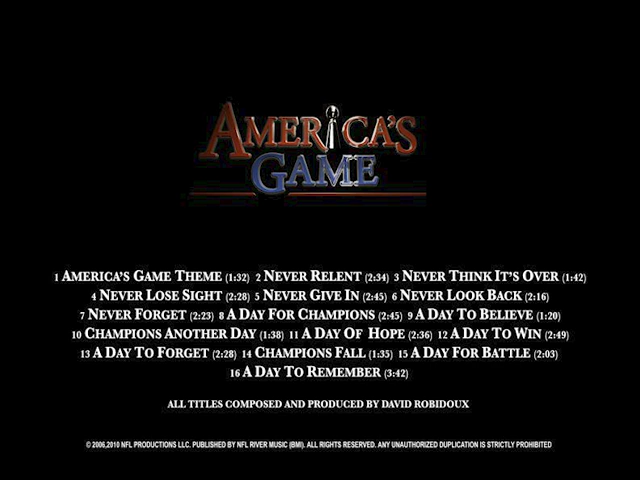 AMERICA'S
GAME
1 AMERICA'S GAME THEME (1:32) 2 NEVER RELENT (2:34) 3 NEVER THINK IT'S OVER (1:42)
4 NEVER LOSE SIGHT (2:28) 5 NEVER GIVE IN (2:45) 6 NEVER LOOK BACK (2:16)
7 NEVER FORGET (2:23) 8 A DAY FOR CHAMPIONS (2:45) 9 A DAY TO BELIEVE (1:20)
10 CHAMPIONS ANOTHER DAY (1:38) 11 A DAY OF HOPE (2:36) 12 A DAY TO WIN (2:49)
13 A DAY TO FORGET (2:28) 14 CHAMPIONS FALL (1:35) 15 A DAY FOR BATTLE (2:03)
16 A DAY TO REMEMBER (3:42)
ALL TITLES COMPOSED AND PRODUCED BY DAVID ROBIDOUX
© 2006,2010 NFL PRODUCTIONS LLC. PUBLISHED BY NFL RIVER MUSIC (BMI). ALL RIGHTS RESERVED. ANY UNAUTHORIZED DUPLICATION IS STRICTLY PROHIBITED